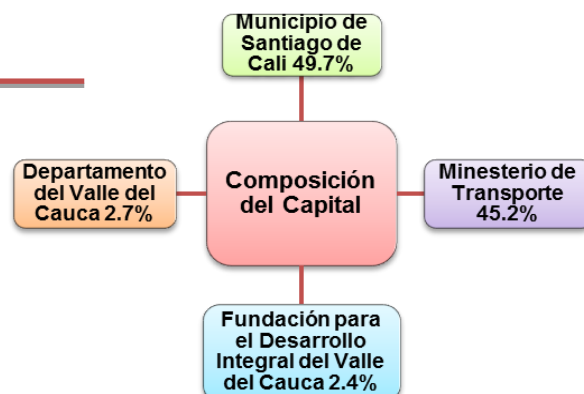 Municipio de
Santiago de
Cali 49.7%
Departamento
del Valle del
Cauca 2.7%
Composición
del Capital
Minesterio de
Transporte
45.2%
Fundación para
el Desarrollo
Integral del Valle
del Cauca 2.4%